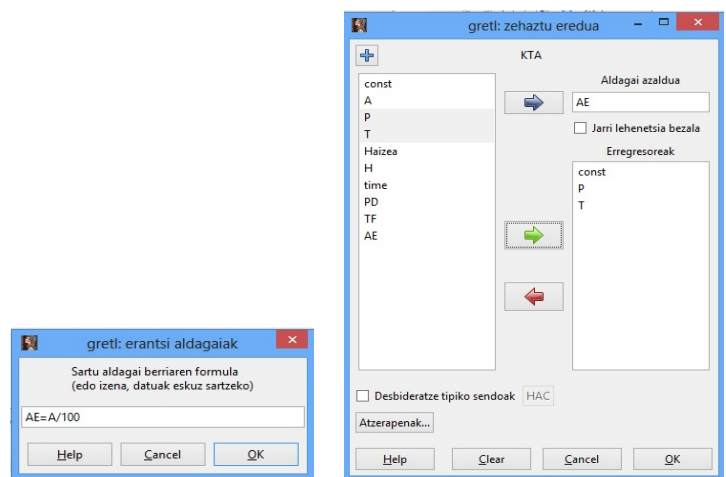 gretl: erantsi aldagaiak
Sartu aldagai berriaren formula
(edo izena, datuak eskuz sartzeko)
AE=A/100
Help
Cancel
OK
gretl: zehaztu eredua
KTA
const
A
P
T
Haizea
H
time
PD
TF
AE
Aldagai azaldua
AE
Jarri lehenetsia bezala
Erregresoreak
const
P
T
Desbideratze tipiko sendoak
HAC
Atzerapenak...
Help
Clear
Cancel
OK